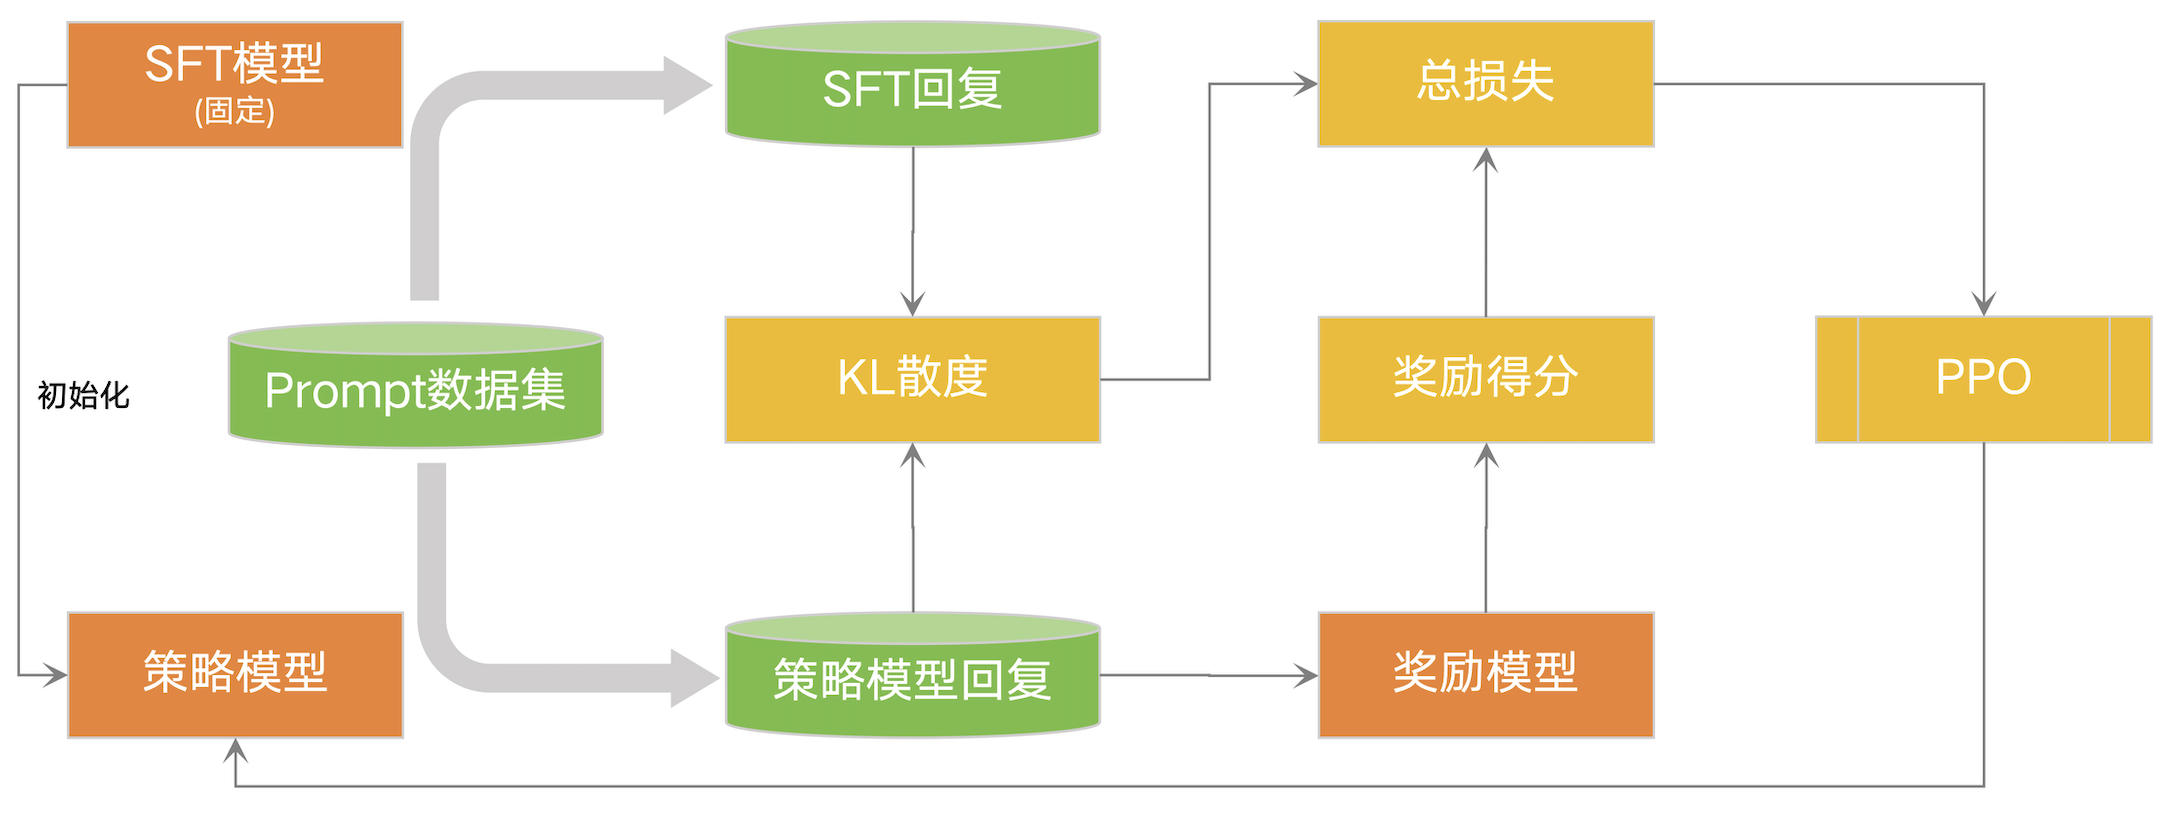 SFT模型
(固定)
SFT回复
总损失
初始化
Prompt数据集
KL散度
奖励得分
PPO
策略模型
策略模型回复
奖励模型